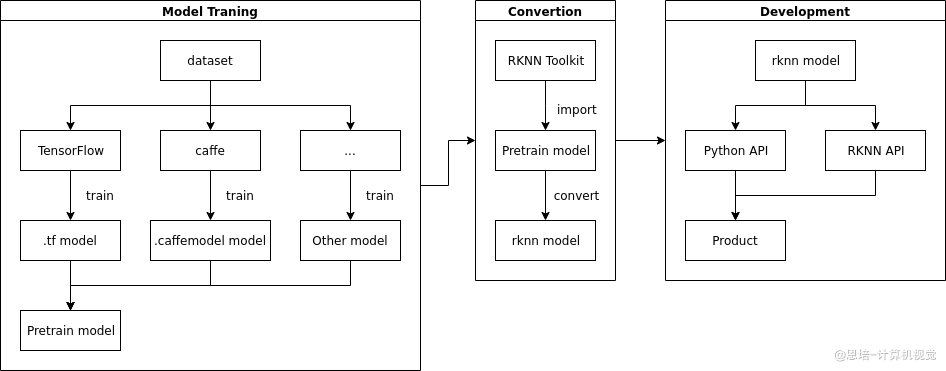 Model Traning
dataset
TensorFlow
caffe
...
train
train
train
.tf model
.caffemodel model
Other model
Pretrain model
Convertion
RKNN Toolkit
import
Pretrain model
convert
rknn model
Development
rknn model
Python API
RKNN API
Product
@恩培-计算机视觉